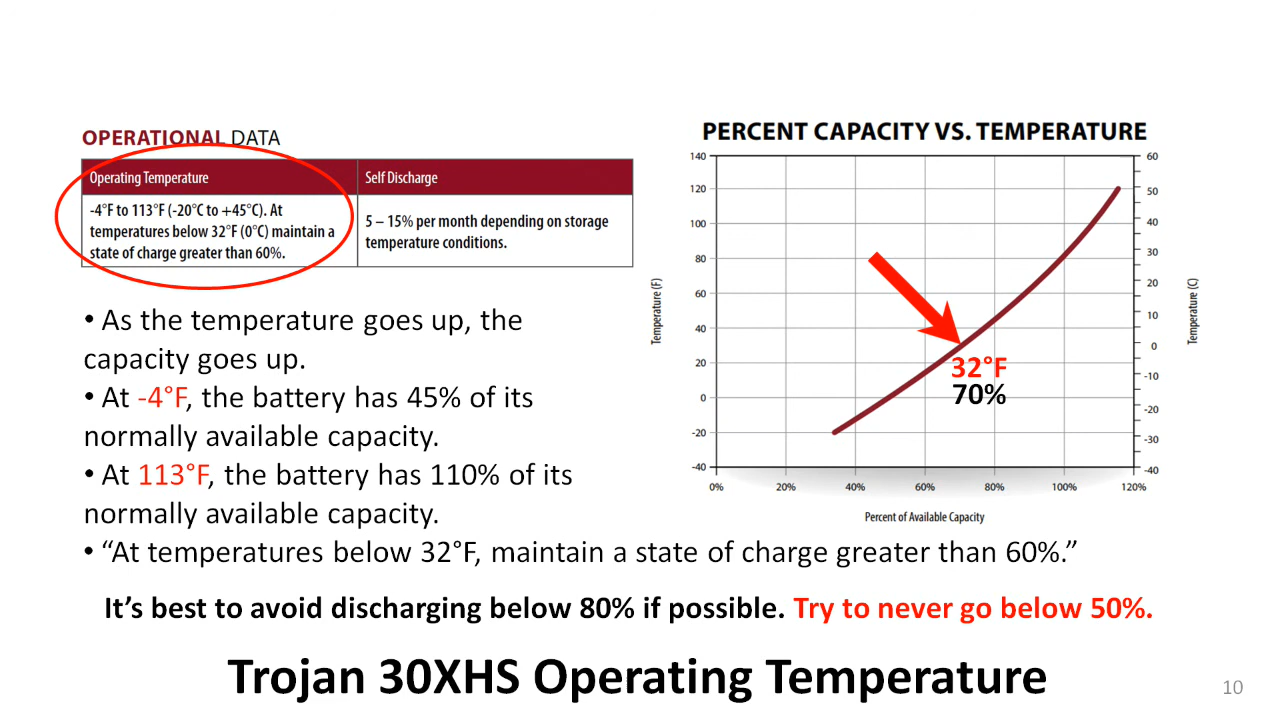 OPERATIONAL DATA
Operating Temperature
Self Discharge
-4°F to 113°F (-20°C to +45°C). At
temperatures below 32°F (0°C) maintain a
state of charge greater than 60%.
5 – 15% per month depending on storage
temperature conditions.
• As the temperature goes up, the
capacity goes up.
• At -4°F, the battery has 45% of its
normally available capacity.
• At 113°F, the battery has 110% of its
normally available capacity.
• “At temperatures below 32°F, maintain a state of charge greater than 60%.”
PERCENT CAPACITY VS. TEMPERATURE
Temperature (F)
140
120
100
80
60
40
20
0
-20
-40
60
50
40
30
20
10
0
-10
-20
-30
-40
Temperature (C)
32°F
70%
0%
20%
40%
60%
80%
100%
120%
Percent of Available Capacity
It’s best to avoid discharging below 80% if possible. Try to never go below 50%.
Trojan 30XHS Operating Temperature
10